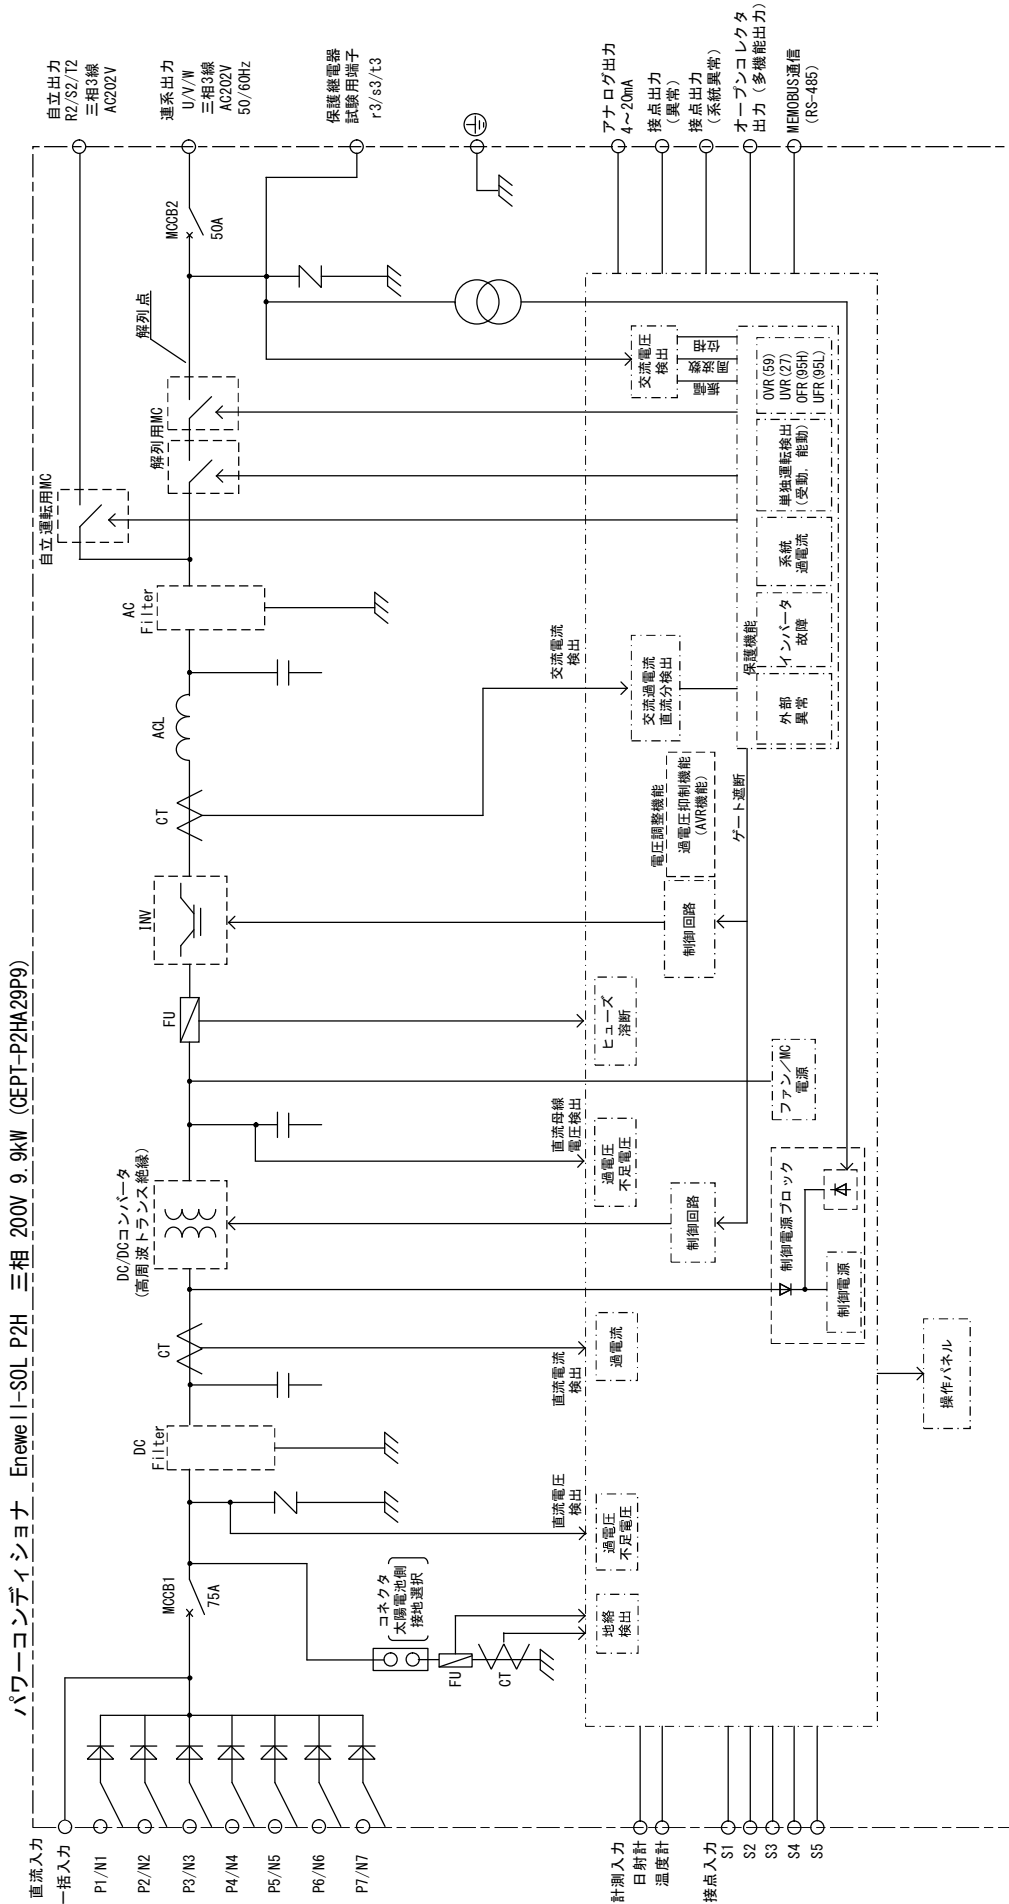 パワーコンディショナ Enewell-SOL P2H 三相 200V 9.9kW (CEPT-P2HA29P9)
直流入力
一括入力
P1/N1
P2/N2
P3/N3
P4/N4
P5/N5
P6/N6
P7/N7
計測入力
日射計
温度計
接点入力
S1
S2
S3
S4
S5
MCCB1
75A
コネクタ
太陽電池側
接地選択
FU
CT
地絡
検出
直流電圧
検出
過電圧
不足電圧
DC
Filter
CT
直流電流
検出
過電流
DC/DCコンバータ
(高周波トランス絶縁)
制御回路
直流母線
電圧検出
過電圧
不足電圧
FU
ヒューズ
溶断
ファン/MC
電源
制御電源ブロック
制御電源
操作パネル
INV
制御回路
電圧調整機能
過電圧抑制機能
(AVR機能)
ゲート遮断
CT
ACL
交流電流
検出
交流過電流
直流分検出
AC
Filter
自立運転用MC
解列用MC
解列点
MCCB2
50A
交流電圧
検出
振幅
周波数
位相
保護機能
外部
異常
インバータ
故障
系統
過電流
単独運転検出
(受動, 能動)
OVR(59)
UVR(27)
OFR(95H)
UFR(95L)
自立出力
R2/S2/T2
三相3線
AC202V
連系出力
U/V/W
三相3線
AC202V
50/60Hz
保護継電器
試験用端子
r3/s3/t3
アナログ出力
4~20mA
接点出力
(異常)
接点出力
(系統異常)
オープンコレクタ
出力(多機能出力)
MEMOBUS通信
(RS-485)